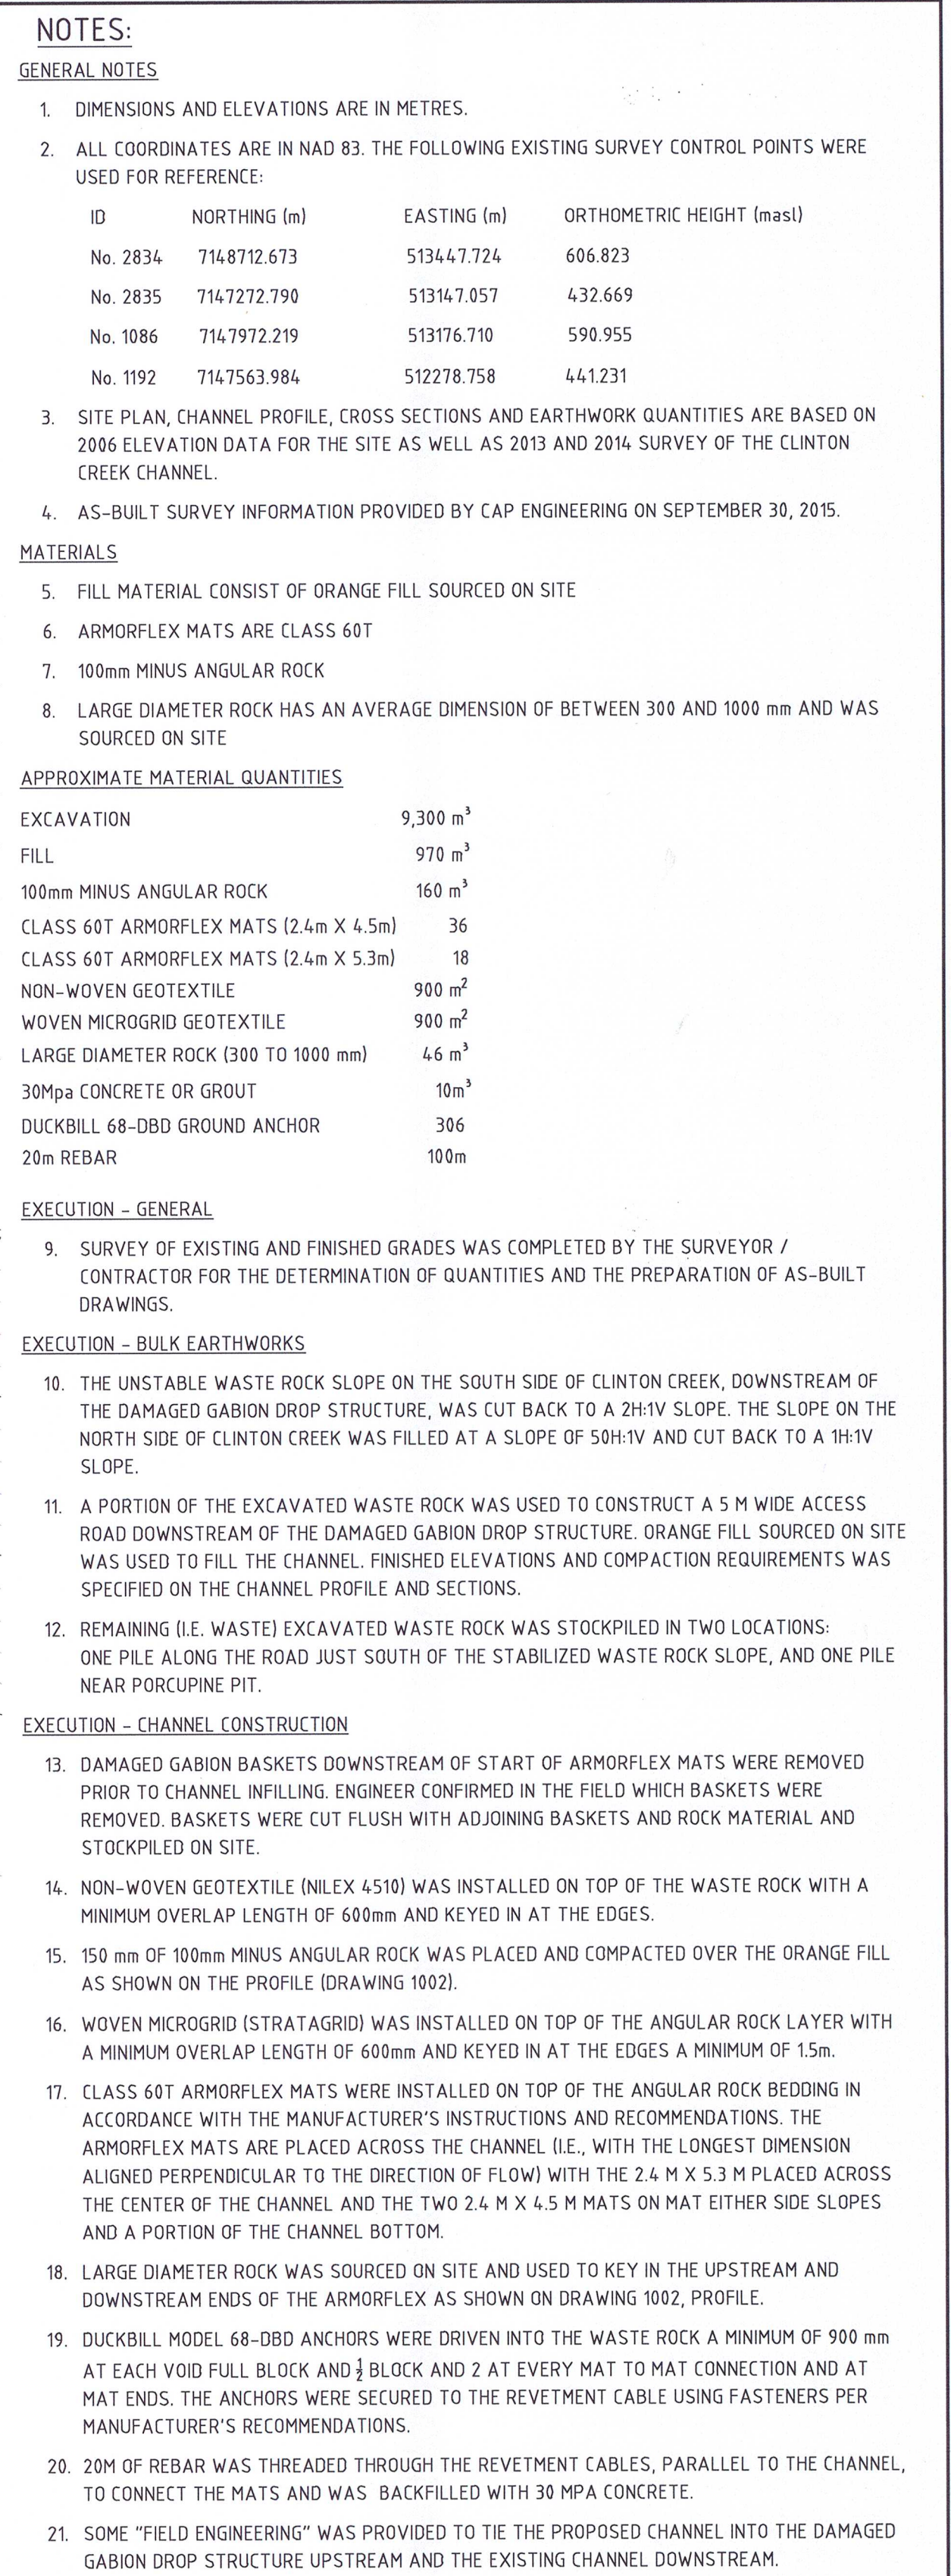 NOTES:
GENERAL NOTES
1. DIMENSIONS AND ELEVATIONS ARE IN METRES.
2. ALL COORDINATES ARE IN NAD 83. THE FOLLOWING EXISTING SURVEY CONTROL POINTS WERE
USED FOR REFERENCE:
ID NORTHING (m) EASTING (m) ORTHOMETRIC HEIGHT (masl)
No. 2834 7148712.673 513447.724 606.823
No. 2835 7147272.790 513147.057 432.669
No. 1086 7147972.219 513176.710 590.955
No. 1192 7147563.984 512278.758 441.231
3. SITE PLAN, CHANNEL PROFILE, CROSS SECTIONS AND EARTHWORK QUANTITIES ARE BASED ON
2006 ELEVATION DATA FOR THE SITE AS WELL AS 2013 AND 2014 SURVEY OF THE CLINTON
CREEK CHANNEL.
4. AS-BUILT SURVEY INFORMATION PROVIDED BY CAP ENGINEERING ON SEPTEMBER 30, 2015.
MATERIALS
5. FILL MATERIAL CONSIST OF ORANGE FILL SOURCED ON SITE
6. ARMORFLEX MATS ARE CLASS 60T
7. 100mm MINUS ANGULAR ROCK
8. LARGE DIAMETER ROCK HAS AN AVERAGE DIMENSION OF BETWEEN 300 AND 1000 mm AND WAS
SOURCED ON SITE
APPROXIMATE MATERIAL QUANTITIES
EXCAVATION 9,300 m³
FILL 970 m³
100mm MINUS ANGULAR ROCK 160 m³
CLASS 60T ARMORFLEX MATS (2.4m X 4.5m) 36
CLASS 60T ARMORFLEX MATS (2.4m X 5.3m) 18
NON-WOVEN GEOTEXTILE 900 m²
WOVEN MICROGRID GEOTEXTILE 900 m²
LARGE DIAMETER ROCK (300 TO 1000 mm) 46 m³
30Mpa CONCRETE OR GROUT 10m³
DUCKBILL 68-DBD GROUND ANCHOR 306
20m REBAR 100m
EXECUTION - GENERAL
9. SURVEY OF EXISTING AND FINISHED GRADES WAS COMPLETED BY THE SURVEYOR /
CONTRACTOR FOR THE DETERMINATION OF QUANTITIES AND THE PREPARATION OF AS-BUILT
DRAWINGS.
EXECUTION - BULK EARTHWORKS
10. THE UNSTABLE WASTE ROCK SLOPE ON THE SOUTH SIDE OF CLINTON CREEK, DOWNSTREAM OF
THE DAMAGED GABION DROP STRUCTURE, WAS CUT BACK TO A 2H:1V SLOPE. THE SLOPE ON THE
NORTH SIDE OF CLINTON CREEK WAS FILLED AT A SLOPE OF 50H:1V AND CUT BACK TO A 1H:1V
SLOPE.
11. A PORTION OF THE EXCAVATED WASTE ROCK WAS USED TO CONSTRUCT A 5 M WIDE ACCESS
ROAD DOWNSTREAM OF THE DAMAGED GABION DROP STRUCTURE. ORANGE FILL SOURCED ON SITE
WAS USED TO FILL THE CHANNEL. FINISHED ELEVATIONS AND COMPACTION REQUIREMENTS WAS
SPECIFIED ON THE CHANNEL PROFILE AND SECTIONS.
12. REMAINING (I.E. WASTE) EXCAVATED WASTE ROCK WAS STOCKPILED IN TWO LOCATIONS:
ONE PILE ALONG THE ROAD JUST SOUTH OF THE STABILIZED WASTE ROCK SLOPE, AND ONE PILE
NEAR PORCUPINE PIT.
EXECUTION - CHANNEL CONSTRUCTION
13. DAMAGED GABION BASKETS DOWNSTREAM OF START OF ARMORFLEX MATS WERE REMOVED
PRIOR TO CHANNEL INFILLING. ENGINEER CONFIRMED IN THE FIELD WHICH BASKETS WERE
REMOVED. BASKETS WERE CUT FLUSH WITH ADJOINING BASKETS AND ROCK MATERIAL AND
STOCKPILED ON SITE.
14. NON-WOVEN GEOTEXTILE (NILEX 4510) WAS INSTALLED ON TOP OF THE WASTE ROCK WITH A
MINIMUM OVERLAP LENGTH OF 600mm AND KEYED IN AT THE EDGES.
15. 150 mm OF 100mm MINUS ANGULAR ROCK WAS PLACED AND COMPACTED OVER THE ORANGE FILL
AS SHOWN ON THE PROFILE (DRAWING 1002).
16. WOVEN MICROGRID (STRATAGRID) WAS INSTALLED ON TOP OF THE ANGULAR ROCK LAYER WITH
A MINIMUM OVERLAP LENGTH OF 600mm AND KEYED IN AT THE EDGES A MINIMUM OF 1.5m.
17. CLASS 60T ARMORFLEX MATS WERE INSTALLED ON TOP OF THE ANGULAR ROCK BEDDING IN
ACCORDANCE WITH THE MANUFACTURER'S INSTRUCTIONS AND RECOMMENDATIONS. THE
ARMORFLEX MATS ARE PLACED ACROSS THE CHANNEL (I.E., WITH THE LONGEST DIMENSION
ALIGNED PERPENDICULAR TO THE DIRECTION OF FLOW) WITH THE 2.4 M X 5.3 M PLACED ACROSS
THE CENTER OF THE CHANNEL AND THE TWO 2.4 M X 4.5 M MATS ON MAT EITHER SIDE SLOPES
AND A PORTION OF THE CHANNEL BOTTOM.
18. LARGE DIAMETER ROCK WAS SOURCED ON SITE AND USED TO KEY IN THE UPSTREAM AND
DOWNSTREAM ENDS OF THE ARMORFLEX AS SHOWN ON DRAWING 1002, PROFILE.
19. DUCKBILL MODEL 68-DBD ANCHORS WERE DRIVEN INTO THE WASTE ROCK A MINIMUM OF 900 mm
AT EACH VOID FULL BLOCK AND ½ BLOCK AND 2 AT EVERY MAT TO MAT CONNECTION AND AT
MAT ENDS. THE ANCHORS WERE SECURED TO THE REVETMENT CABLE USING FASTENERS PER
MANUFACTURER'S RECOMMENDATIONS.
20. 20M OF REBAR WAS THREADED THROUGH THE REVETMENT CABLES, PARALLEL TO THE CHANNEL,
TO CONNECT THE MATS AND WAS BACKFILLED WITH 30 MPA CONCRETE.
21. SOME "FIELD ENGINEERING" WAS PROVIDED TO TIE THE PROPOSED CHANNEL INTO THE DAMAGED
GABION DROP STRUCTURE UPSTREAM AND THE EXISTING CHANNEL DOWNSTREAM.